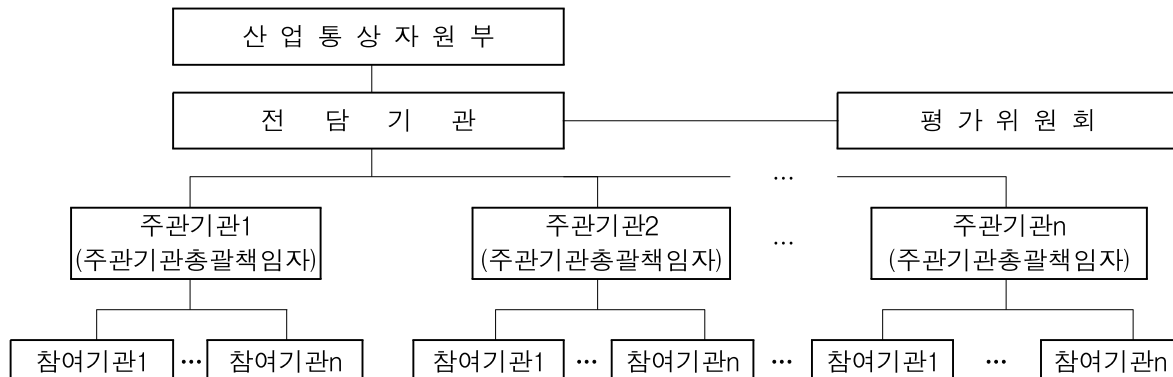 산 업 통 상 자 원 부
전 담 기 관
평 가 위 원 회
...
주관기관1
(주관기관총괄책임자)
주관기관2
(주관기관총괄책임자)
...
주관기관n
(주관기관총괄책임자)
참여기관1 ... 참여기관n
참여기관1 ... 참여기관n ... 참여기관1 ... 참여기관n